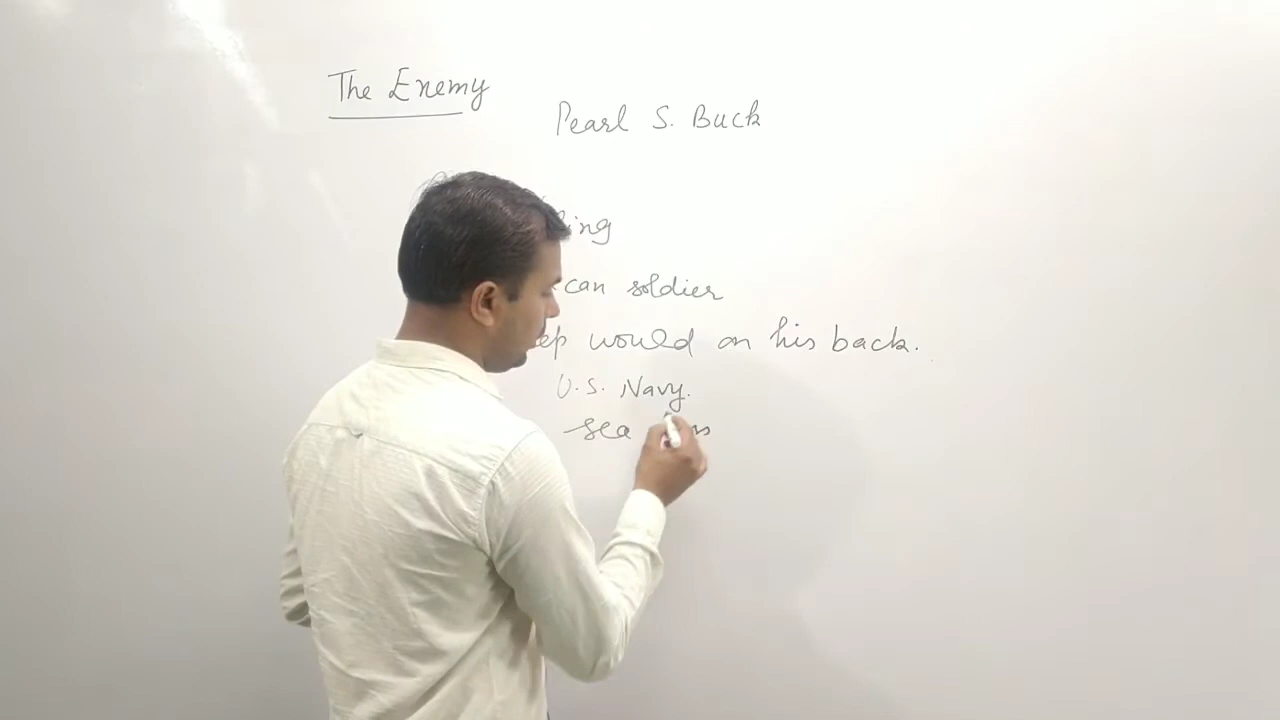 The Enemy
Pearl S. Buck
ing
can soldier
ep would on his back.
U.S. Navy.
sea